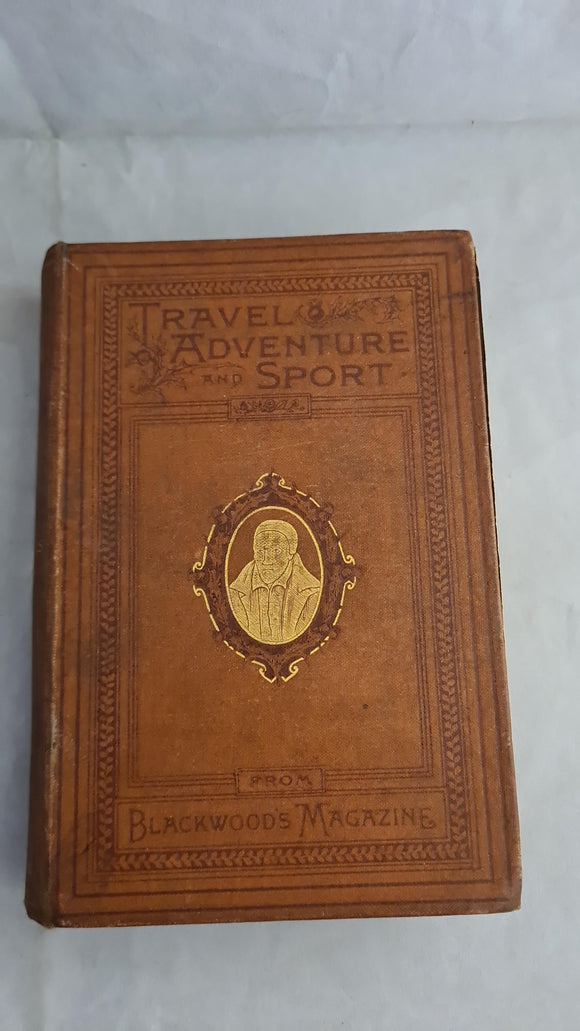 TRAVEL
ADVENTURE
AND SPORT
FROM
BLACKWOOD'S MAGAZINE